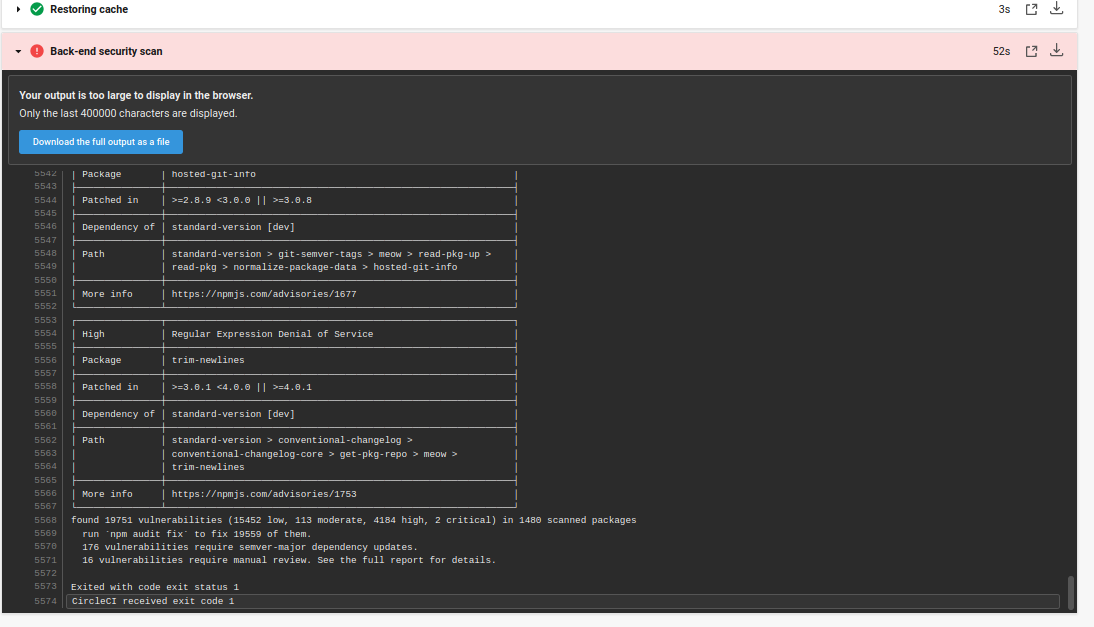 Restoring cache 3s
Back-end security scan 52s
Your output is too large to display in the browser.
Only the last 400000 characters are displayed.
Download the full output as a file
5542 | Package | hosted-git-info |
5543
5544 | Patched in | >=2.8.9 <3.0.0 || >=3.0.8 |
5545
5546 | Dependency of | standard-version [dev] |
5547
5548 | Path | standard-version > git-semver-tags > meow > read-pkg-up > |
5549 | | read-pkg > normalize-package-data > hosted-git-info |
5550
5551 | More info | https://npmjs.com/advisories/1677 |
5552
5553
5554 | High | Regular Expression Denial of Service |
5555
5556 | Package | trim-newlines |
5557
5558 | Patched in | >=3.0.1 <4.0.0 || >=4.0.1 |
5559
5560 | Dependency of | standard-version [dev] |
5561
5562 | Path | standard-version > conventional-changelog > |
5563 | | conventional-changelog-core > get-pkg-repo > meow > |
5564 | | trim-newlines |
5565
5566 | More info | https://npmjs.com/advisories/1753 |
5567
5568 found 19751 vulnerabilities (15452 low, 113 moderate, 4184 high, 2 critical) in 1480 scanned packages
5569 run `npm audit fix` to fix 19559 of them.
5570 176 vulnerabilities require semver-major dependency updates.
5571 16 vulnerabilities require manual review. See the full report for details.
5572
5573 Exited with code exit status 1
5574 CircleCI received exit code 1